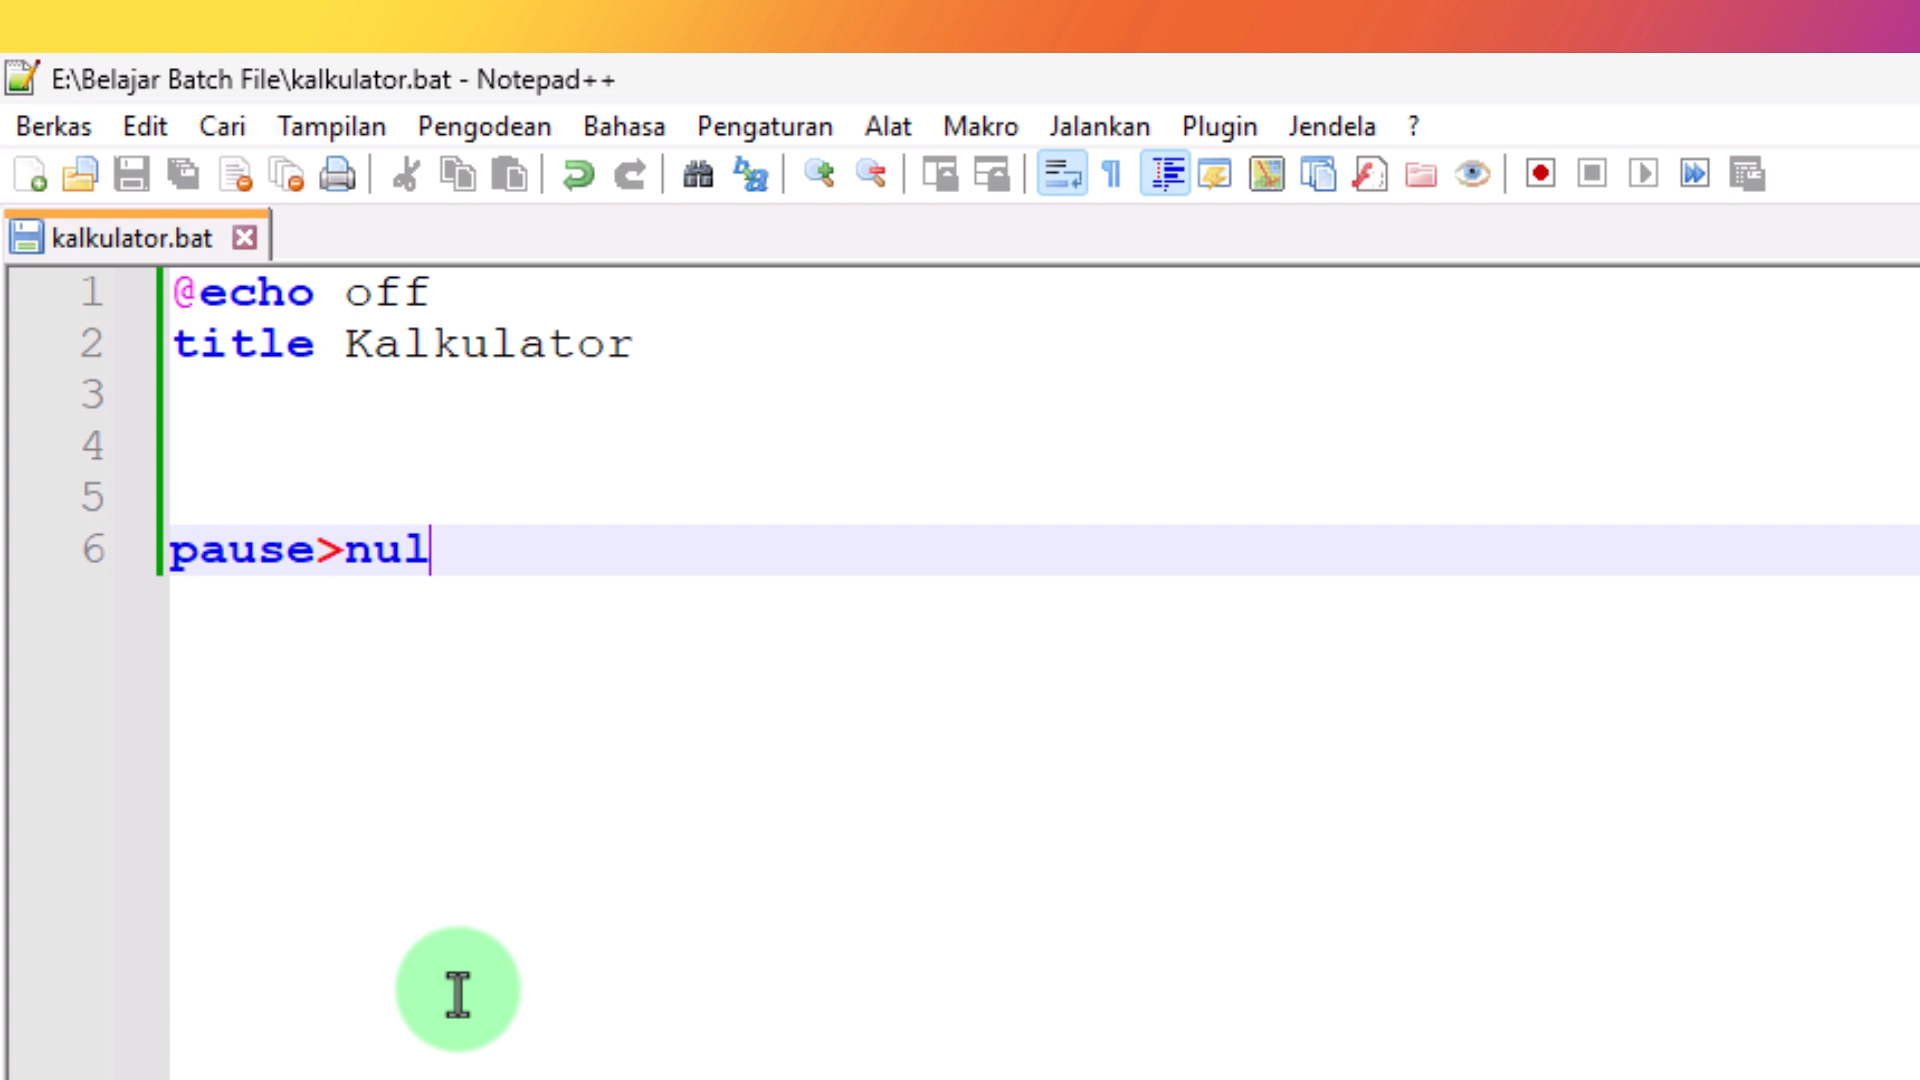 E:\Belajar Batch File\kalkulator.bat - Notepad++
Berkas Edit Cari Tampilan Pengodean Bahasa Pengaturan Alat Makro Jalankan Plugin Jendela ?
kalkulator.bat
1 @echo off
2 title Kalkulator
3
4
5
6 pause>nul